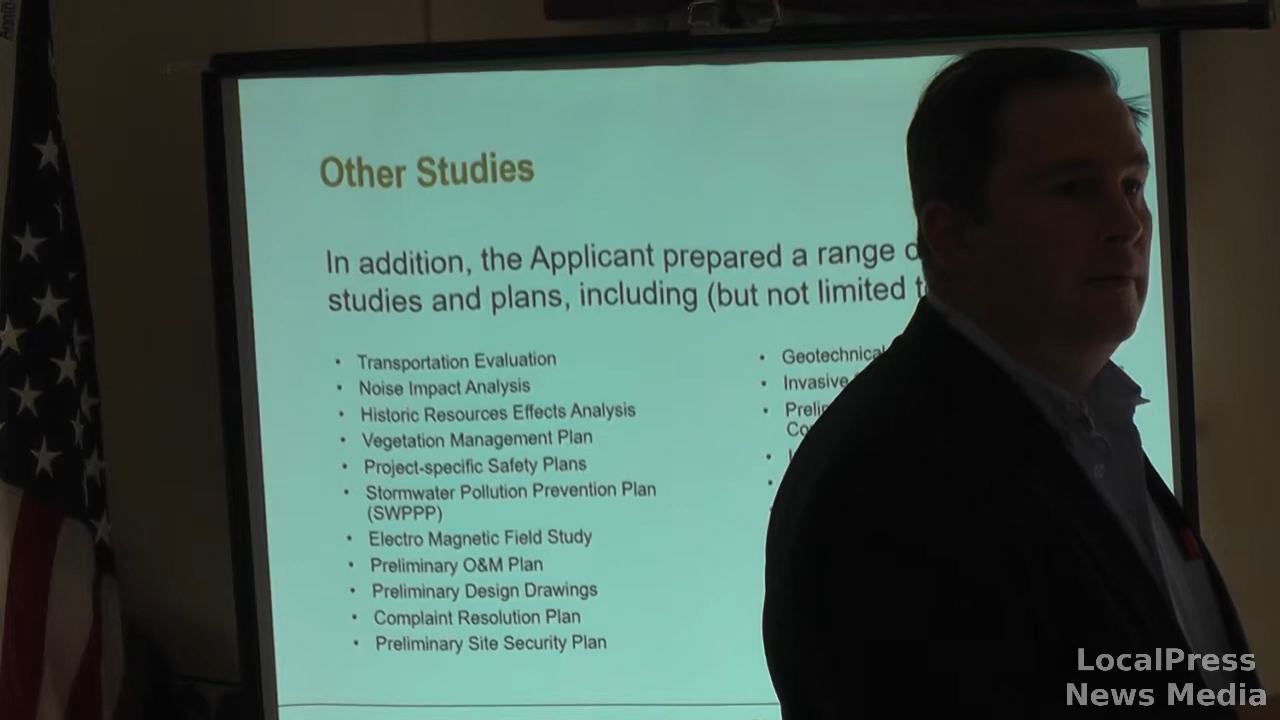 Other Studies
In addition, the Applicant prepared a range
studies and plans, including (but not limited
• Transportation Evaluation
• Noise Impact Analysis
• Historic Resources Effects Analysis
• Vegetation Management Plan
• Project-specific Safety Plans
• Stormwater Pollution Prevention Plan
(SWPPP)
• Electro Magnetic Field Study
• Preliminary O&M Plan
• Preliminary Design Drawings
• Complaint Resolution Plan
• Preliminary Site Security Plan
• Geotechnical
• Invasive
LocalPress
News Media